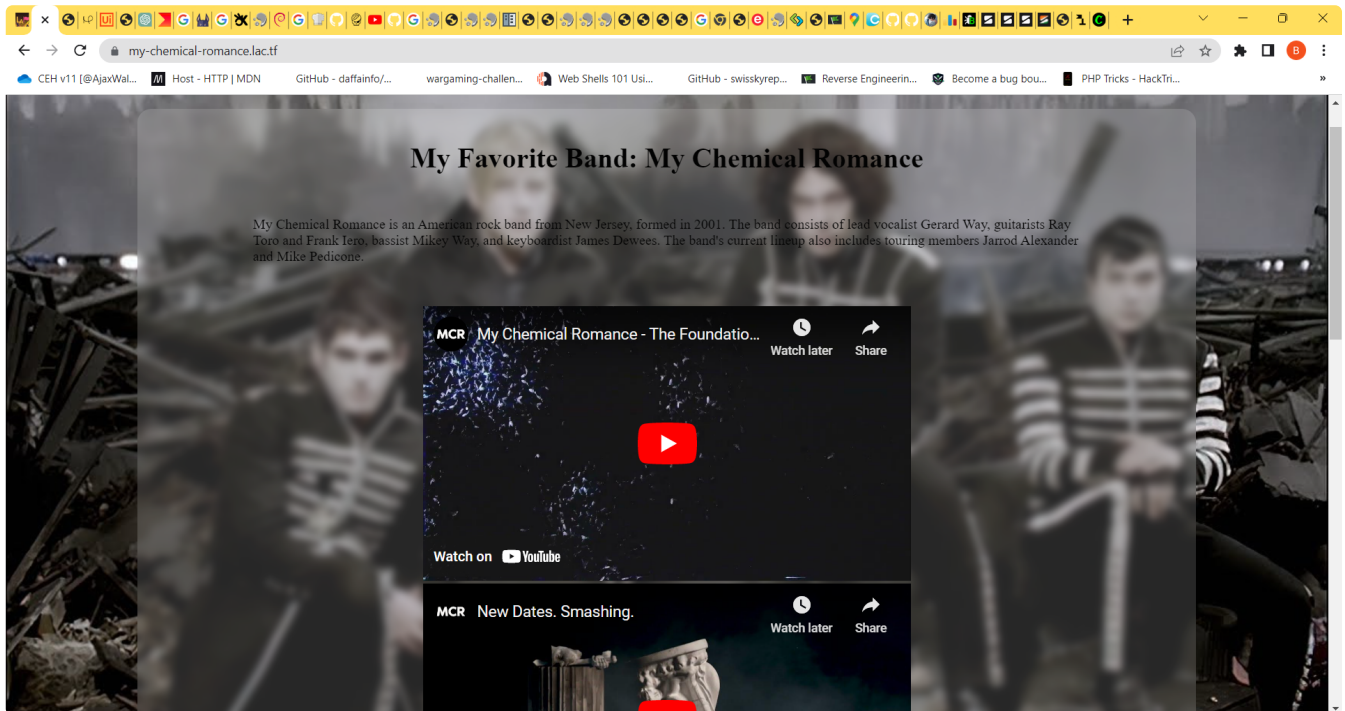 my-chemical-romance.lac.tf
B
CEH v11 [@AjaxWal...
Host - HTTP | MDN
GitHub - daffainfo/...
wargaming-challen...
Web Shells 101 Usi...
GitHub - swisskyrep...
Reverse Engineerin...
Become a bug bou...
PHP Tricks - HackTri...
»
My Favorite Band: My Chemical Romance
My Chemical Romance is an American rock band from New Jersey, formed in 2001. The band consists of lead vocalist Gerard Way, guitarists Ray
Toro and Frank Iero, bassist Mikey Way, and keyboardist James Dewees. The band's current lineup also includes touring members Jarrod Alexander
and Mike Pedicone.
MCR My Chemical Romance - The Foundatio...
Watch later Share
Watch on YouTube
MCR New Dates. Smashing.
Watch later Share